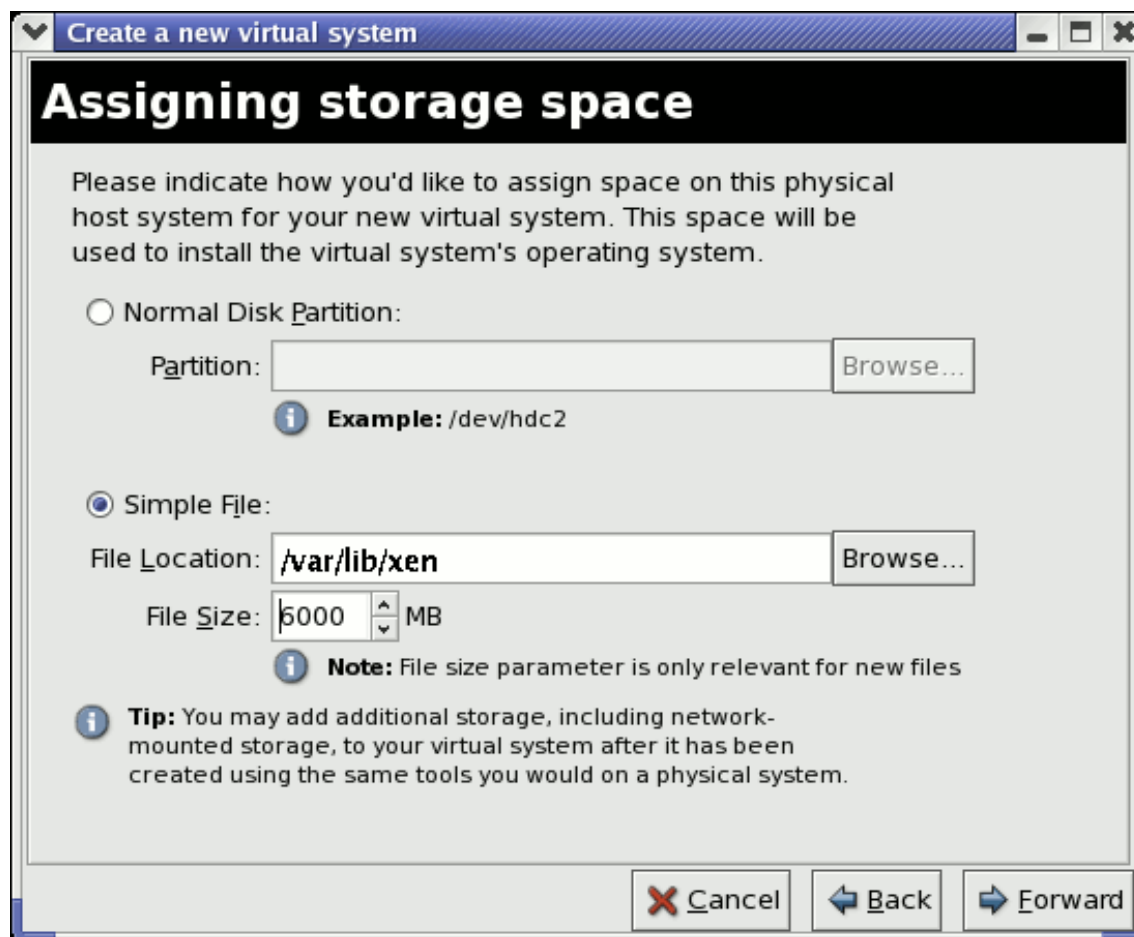 Create a new virtual system
Assigning storage space
Please indicate how you'd like to assign space on this physical
host system for your new virtual system. This space will be
used to install the virtual system's operating system.
Normal Disk Partition:
Partition: Browse...
Example: /dev/hdc2
Simple File:
File Location: /var/lib/xen Browse...
File Size: 6000 MB
Note: File size parameter is only relevant for new files
Tip: You may add additional storage, including network-
mounted storage, to your virtual system after it has been
created using the same tools you would on a physical system.
Cancel Back Forward